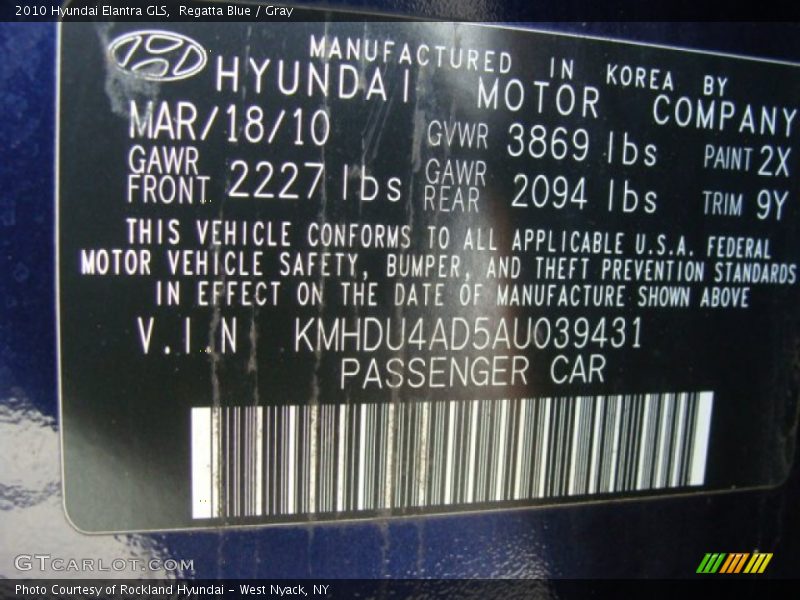 2010 Hyundai Elantra GLS, Regatta Blue / Gray
MANUFACTURED IN KOREA BY
HYUNDAI MOTOR COMPANY
MAR/18/10 GVWR 3869 lbs PAINT 2X
GAWR FRONT 2227 lbs GAWR REAR 2094 lbs TRIM 9Y
THIS VEHICLE CONFORMS TO ALL APPLICABLE U.S.A. FEDERAL
MOTOR VEHICLE SAFETY, BUMPER, AND THEFT PREVENTION STANDARDS
IN EFFECT ON THE DATE OF MANUFACTURE SHOWN ABOVE
V.I.N KMHDU4AD5AU039431
PASSENGER CAR
GTCARLOT.COM
Photo Courtesy of Rockland Hyundai - West Nyack, NY